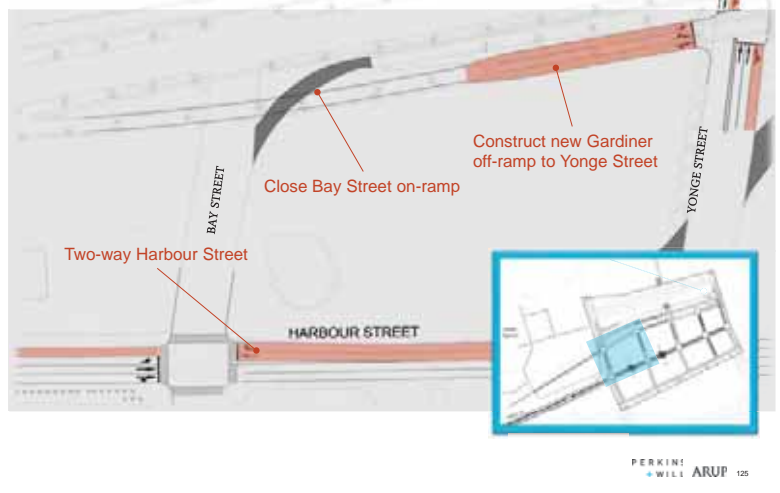 Construct new Gardiner
off-ramp to Yonge Street
YONGE STREET
BAY STREET
Close Bay Street on-ramp
Two-way Harbour Street
HARBOUR STREET
PERKINS
+ WILL ARUP 125